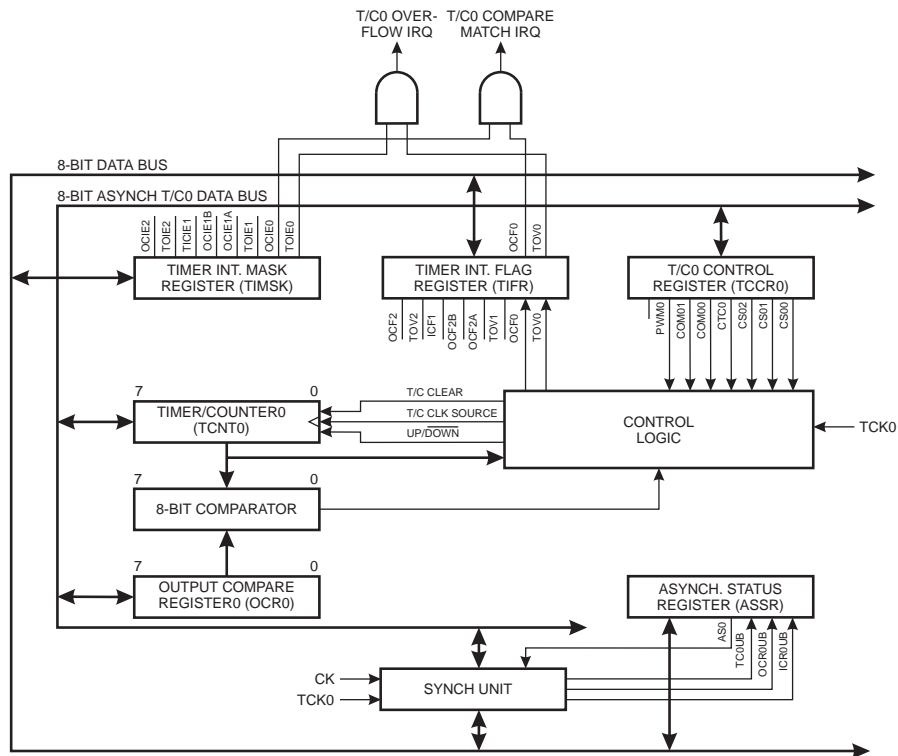 T/C0 OVER-
FLOW IRQ
T/C0 COMPARE
MATCH IRQ
8-BIT DATA BUS
8-BIT ASYNCH T/C0 DATA BUS
OCIE2
TOIE2
TICIE1
OCIE1B
OCIE1A
TOIE1
OCIE0
TOIE0
OCF0
TOV0
TIMER INT. MASK
REGISTER (TIMSK)
TIMER INT. FLAG
REGISTER (TIFR)
T/C0 CONTROL
REGISTER (TCCR0)
OCF2
TOV2
ICF1
OCF2B
OCF2A
TOV1
OCF0
TOV0
PWM0
COM01
COM00
CTC0
CS02
CS01
CS00
7
0
TIMER/COUNTER0
(TCNT0)
T/C CLEAR
T/C CLK SOURCE
UP/DOWN
CONTROL
LOGIC
TCK0
7
0
8-BIT COMPARATOR
7
0
OUTPUT COMPARE
REGISTER0 (OCR0)
ASYNCH. STATUS
REGISTER (ASSR)
AS0
TC0UB
OCR0UB
ICR0UB
CK
TCK0
SYNCH UNIT